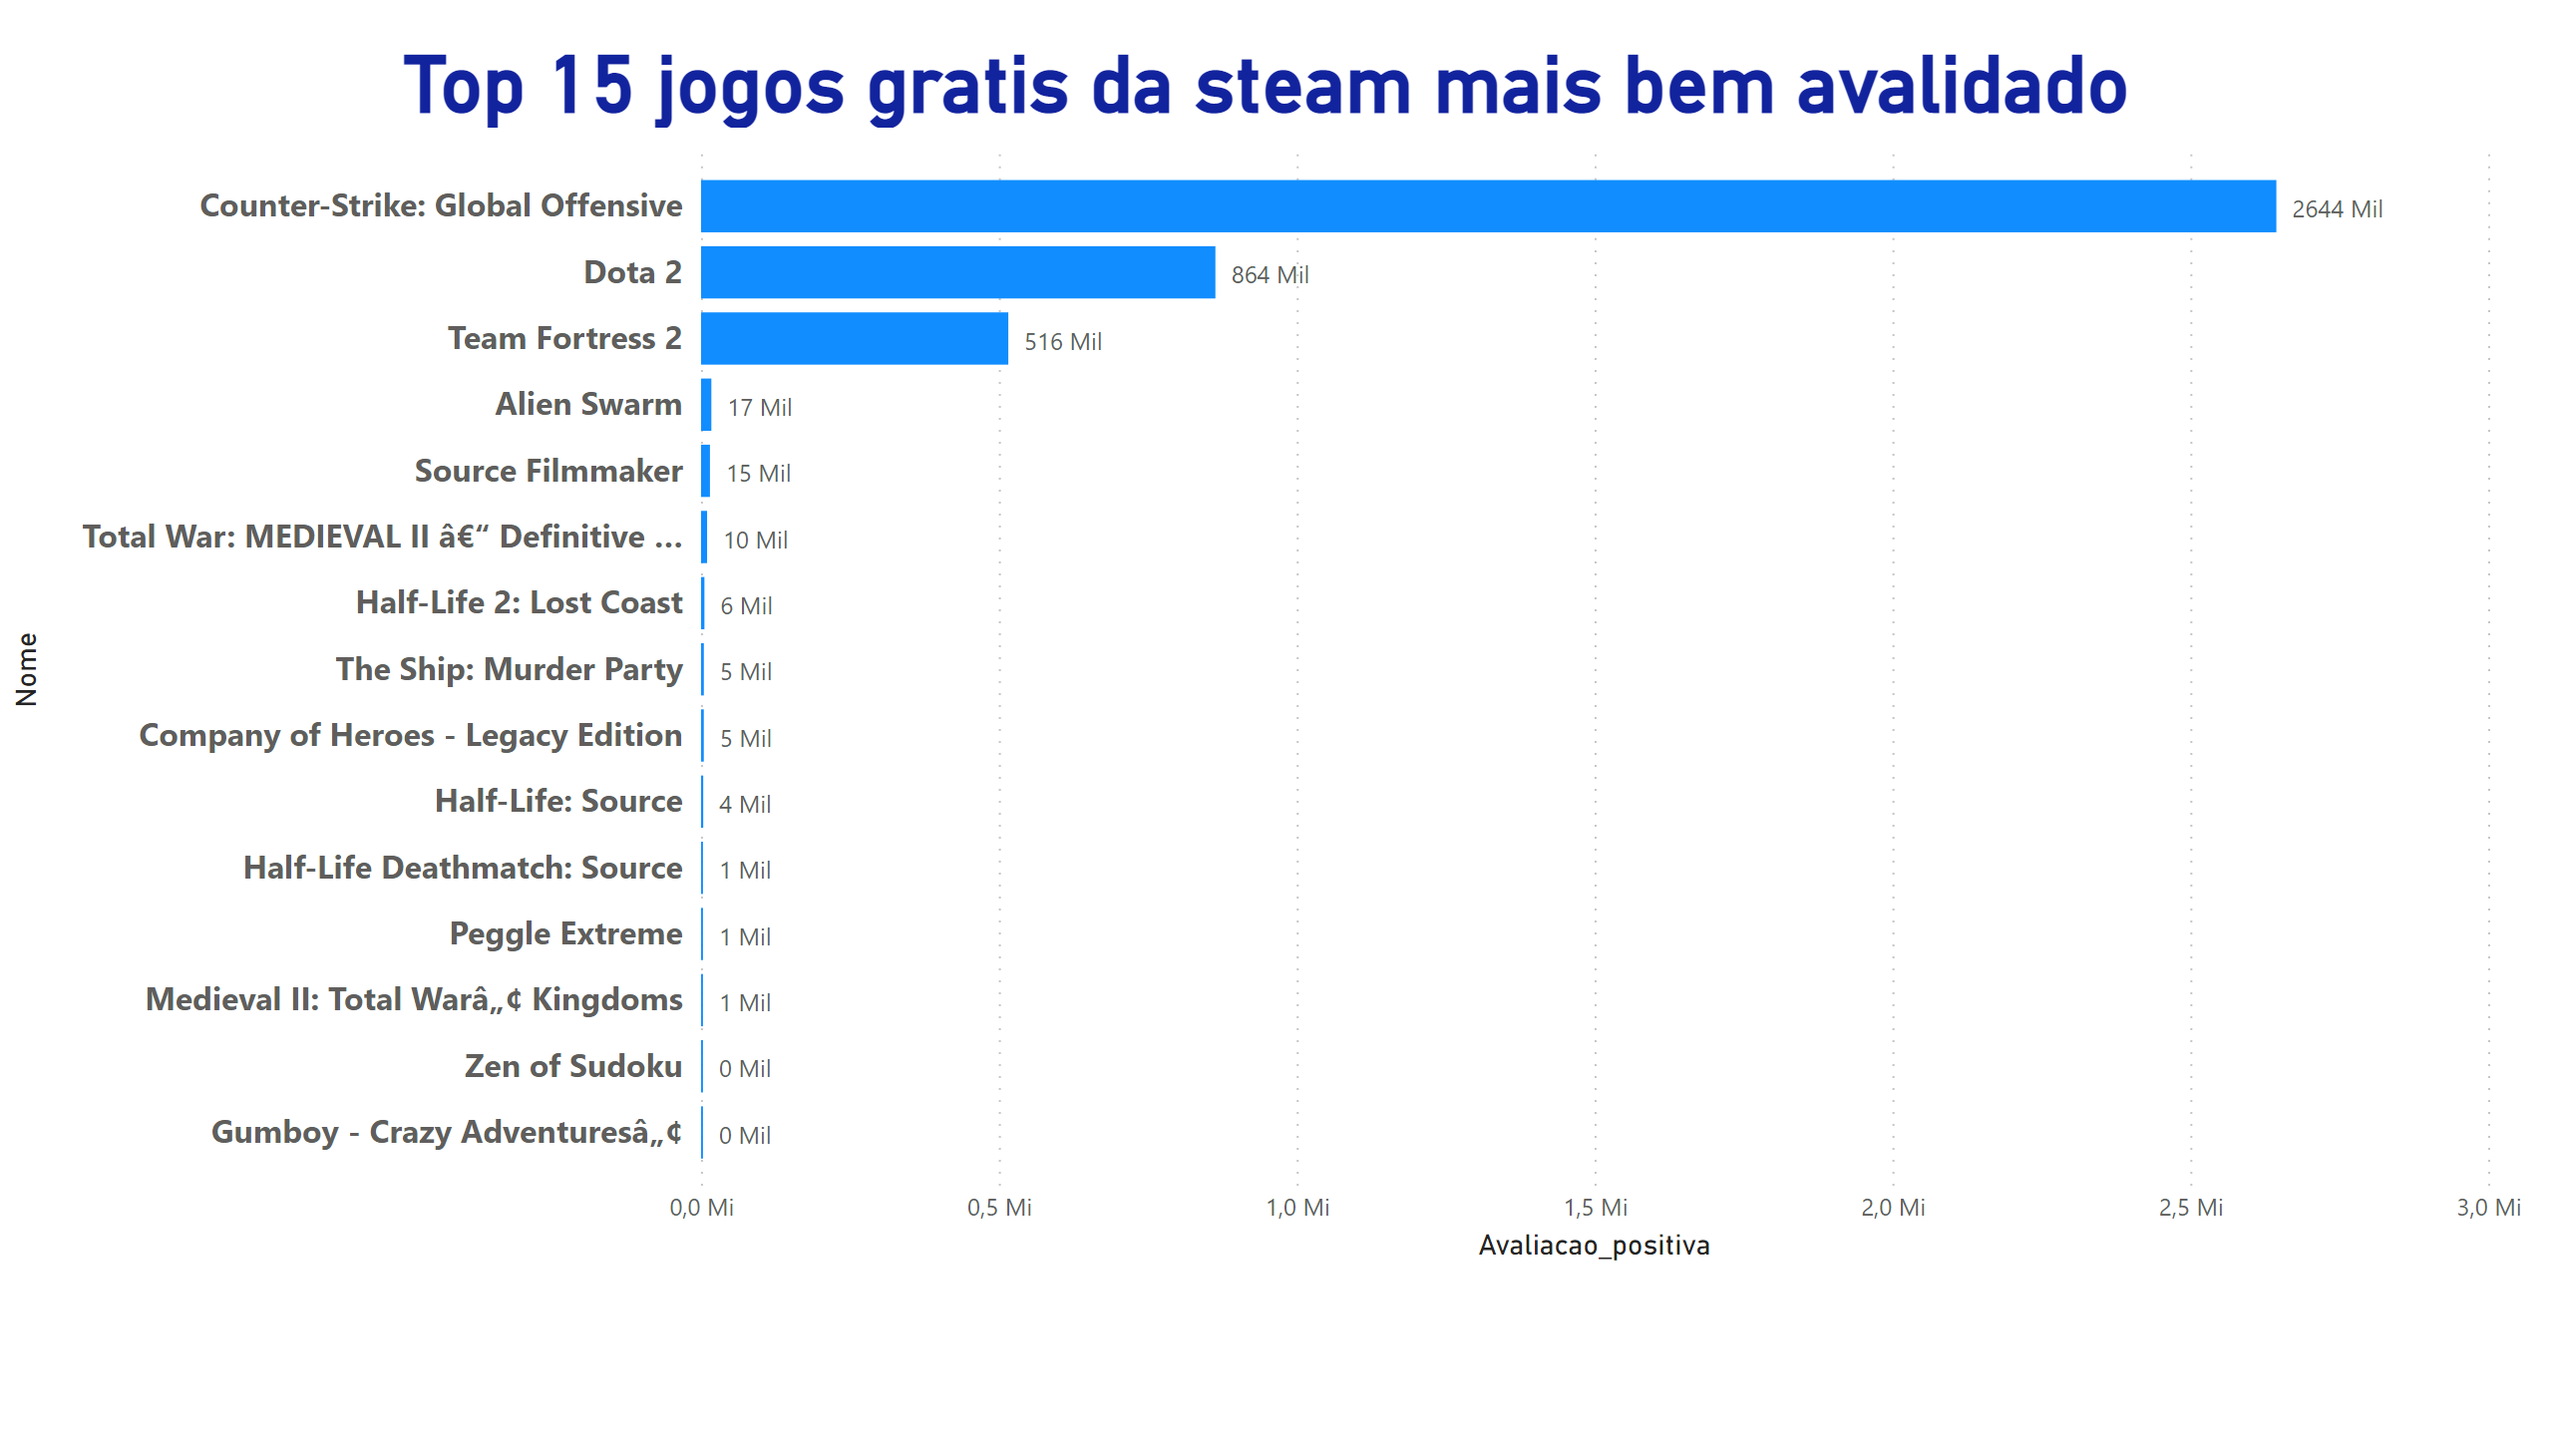 Top 15 jogos gratis da steam mais bem avalidado
Counter-Strike: Global Offensive 2644 Mil
Dota 2 864 Mil
Team Fortress 2 516 Mil
Alien Swarm 17 Mil
Source Filmmaker 15 Mil
Total War: MEDIEVAL II â€“ Definitive ... 10 Mil
Half-Life 2: Lost Coast 6 Mil
The Ship: Murder Party 5 Mil
Company of Heroes - Legacy Edition 5 Mil
Half-Life: Source 4 Mil
Half-Life Deathmatch: Source 1 Mil
Peggle Extreme 1 Mil
Medieval II: Total Warâ„¢ Kingdoms 1 Mil
Zen of Sudoku 0 Mil
Gumboy - Crazy Adventuresâ„¢ 0 Mil
Nome
0,0 Mi 0,5 Mi 1,0 Mi 1,5 Mi 2,0 Mi 2,5 Mi 3,0 Mi
Avaliacao_positiva